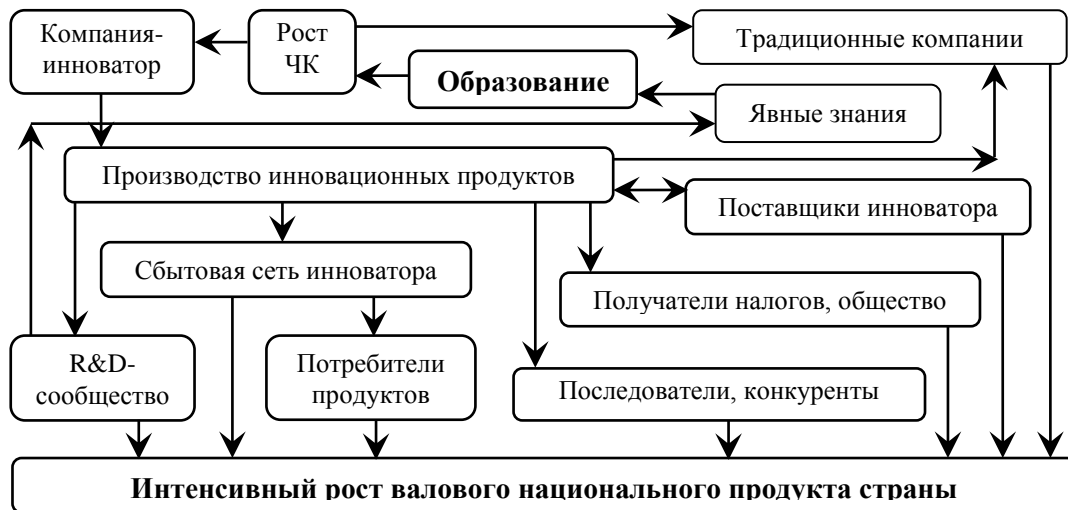 Компания-
инноватор
Рост
ЧК
Традиционные компании
Образование
Явные знания
Производство инновационных продуктов
Поставщики инноватора
Сбытовая сеть инноватора
Получатели налогов, общество
R&D-
сообщество
Потребители
продуктов
Последователи, конкуренты
Интенсивный рост валового национального продукта страны